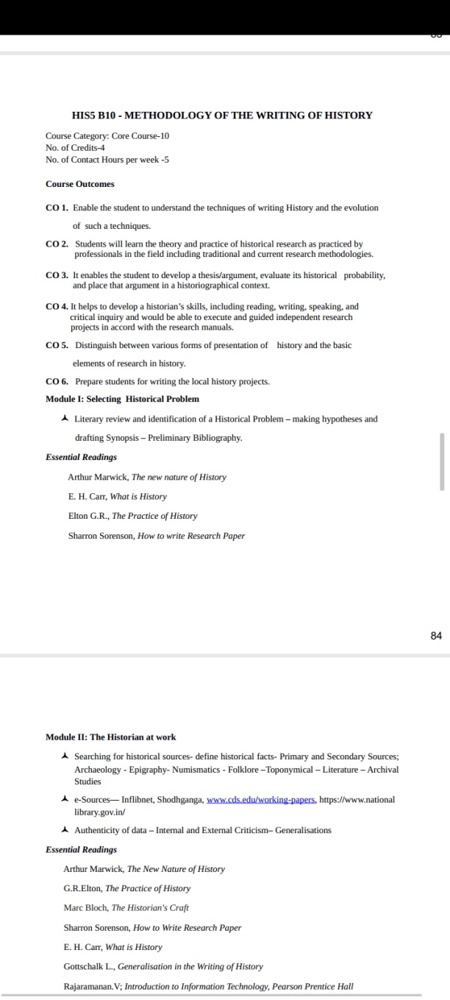 HIS5 B10 - METHODOLOGY OF THE WRITING OF HISTORY
Course Category: Core Course-10
No. of Credits-4
No. of Contact Hours per week -5
Course Outcomes
CO 1. Enable the student to understand the techniques of writing History and the evolution
of such a techniques.
CO 2. Students will learn the theory and practice of historical research as practiced by
professionals in the field including traditional and current research methodologies.
CO 3. It enables the student to develop a thesis/argument, evaluate its historical probability,
and place that argument in a historiographical context.
CO 4. It helps to develop a historian's skills, including reading, writing, speaking, and
critical inquiry and would be able to execute and guided independent research
projects in accord with the research manuals.
CO 5. Distinguish between various forms of presentation of history and the basic
elements of research in history.
CO 6. Prepare students for writing the local history projects.
Module I: Selecting Historical Problem
Literary review and identification of a Historical Problem – making hypotheses and
drafting Synopsis – Preliminary Bibliography.
Essential Readings
Arthur Marwick, The new nature of History
E. H. Carr, What is History
Elton G.R., The Practice of History
Sharron Sorenson, How to write Research Paper
84
Module II: The Historian at work
Searching for historical sources- define historical facts- Primary and Secondary Sources;
Archaeology - Epigraphy- Numismatics - Folklore –Toponymical – Literature – Archival
Studies
e-Sources— Inflibnet, Shodhganga, www.cds.edu/working-papers, https://www.national
library.gov.in/
Authenticity of data – Internal and External Criticism– Generalisations
Essential Readings
Arthur Marwick, The New Nature of History
G.R.Elton, The Practice of History
Marc Bloch, The Historian's Craft
Sharron Sorenson, How to Write Research Paper
E. H. Carr, What is History
Gottschalk L., Generalisation in the Writing of History
Rajaramanan.V; Introduction to Information Technology, Pearson Prentice Hall